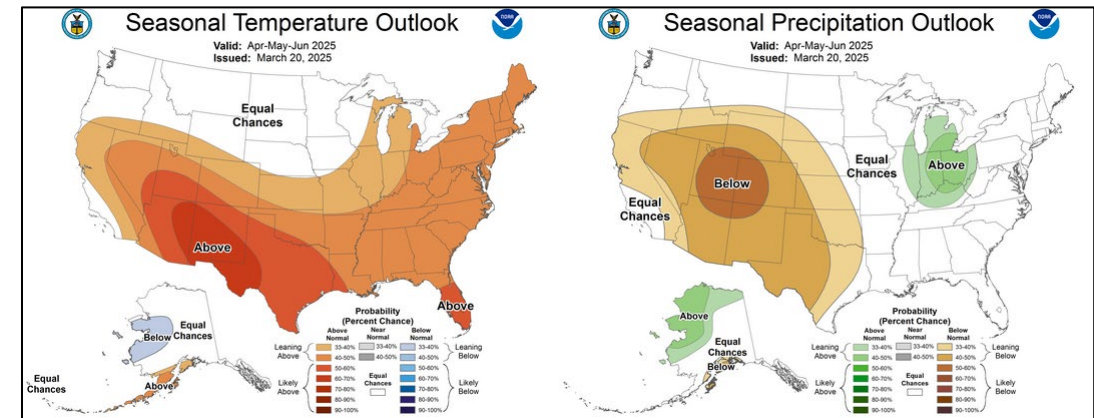 Seasonal Temperature Outlook
NOAA
Valid: Apr-May-Jun 2025
Issued: March 20, 2025
Equal
Chances
Above
Above
Below
Equal
Chances
Above
Equal
Chances
Probability
(Percent Chance)
Above
Normal
Near
Normal
Below
Normal
Leaning
Above
33-40%
33-40%
33-40%
Leaning
Below
40-50%
40-50%
40-50%
50-60%
50-60%
Likely
Above
60-70%
Equal
Chances
60-70%
Likely
Below
70-80%
70-80%
80-90%
80-90%
90-100%
90-100%
Seasonal Precipitation Outlook
NOAA
Valid: Apr-May-Jun 2025
Issued: March 20, 2025
Equal
Chances
Above
Below
Equal
Chances
Above
Equal
Chances
Below
Probability
(Percent Chance)
Above
Normal
Near
Normal
Below
Normal
Leaning
Above
33-40%
33-40%
33-40%
Leaning
Below
40-50%
40-50%
40-50%
50-60%
50-60%
Likely
Above
60-70%
Equal
Chances
60-70%
Likely
Below
70-80%
70-80%
80-90%
80-90%
90-100%
90-100%